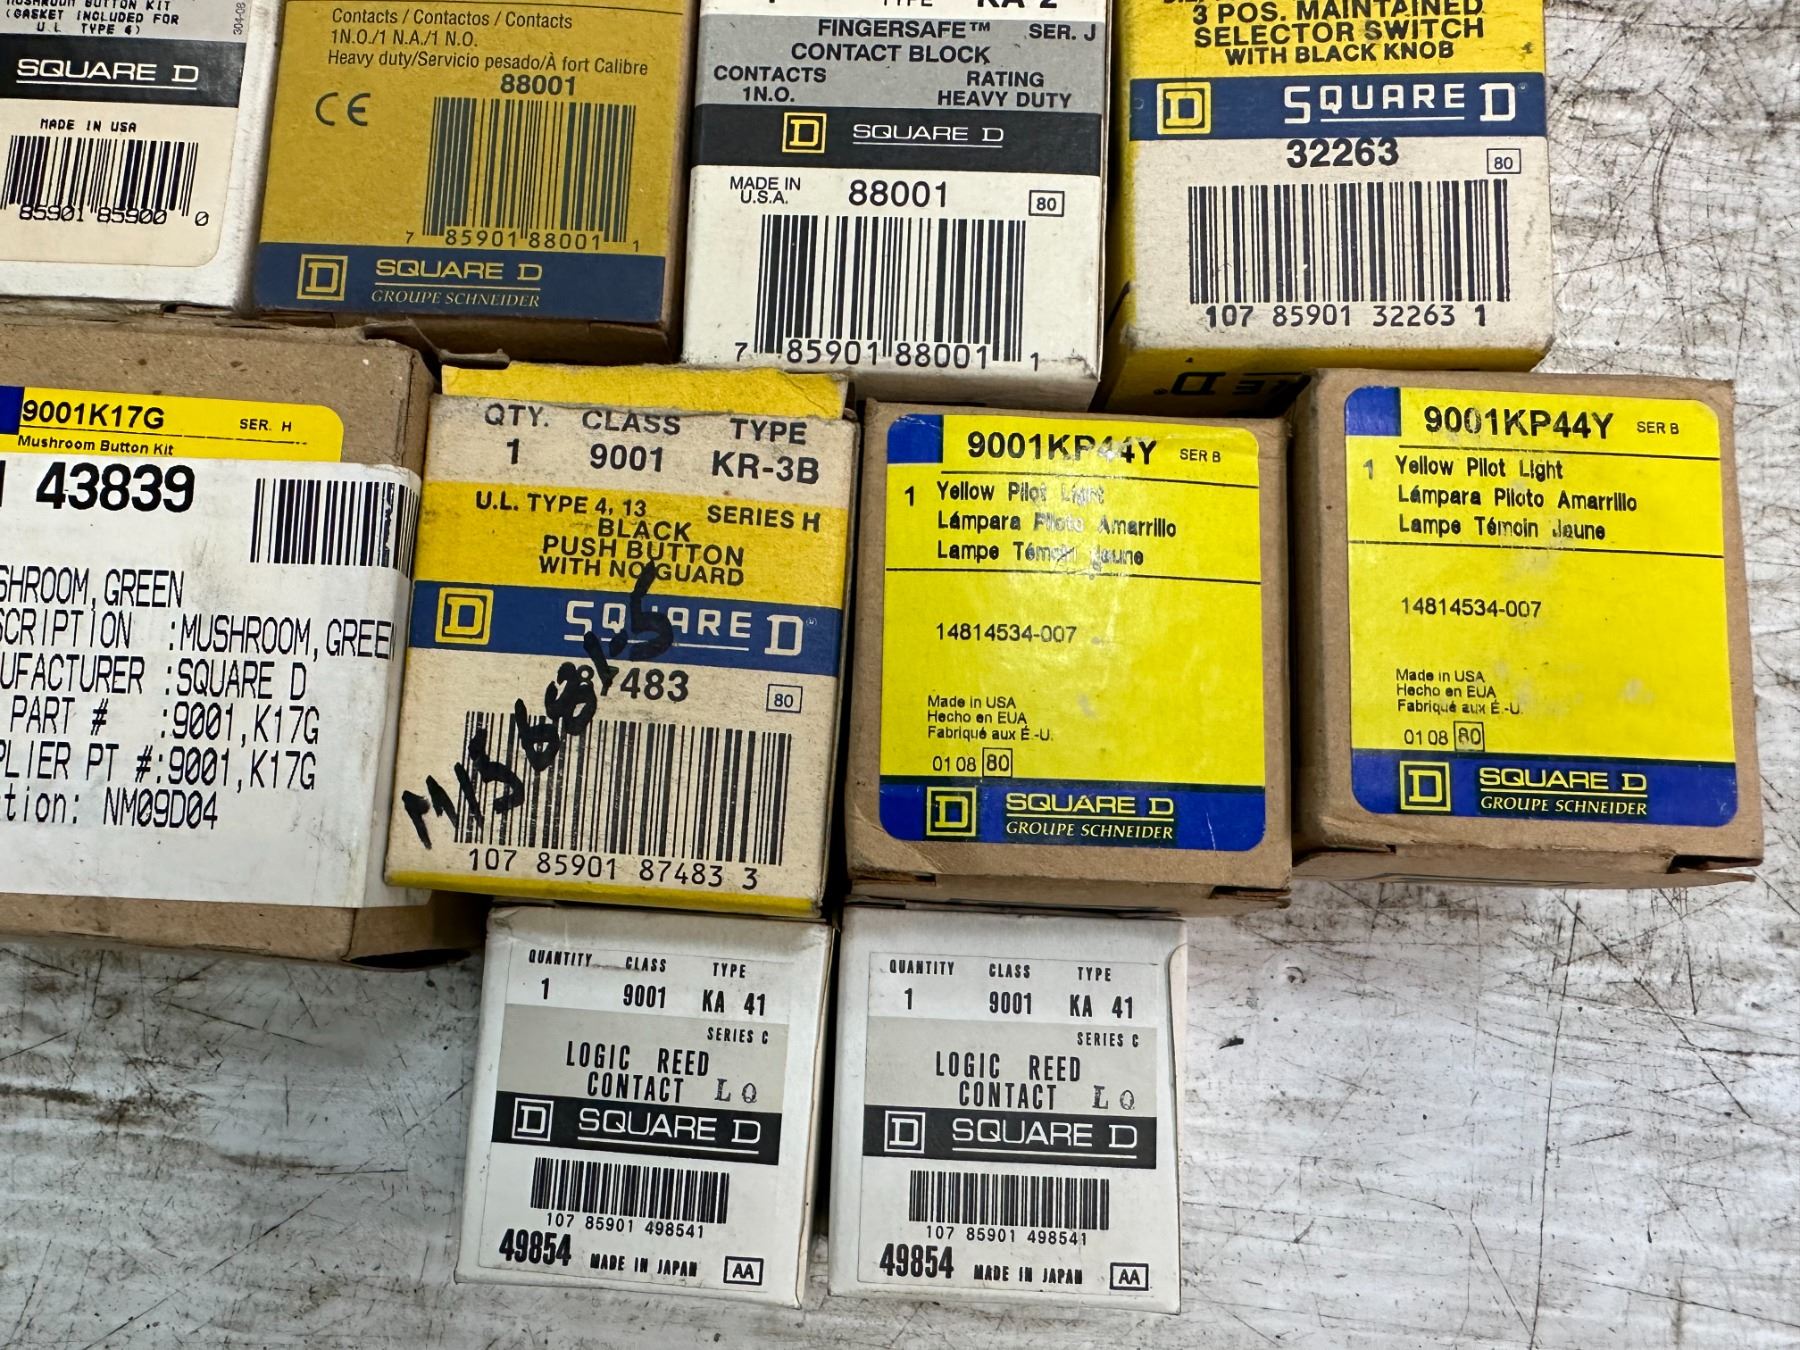 MUSHROOM BUTTON KIT
(GASKET INCLUDED FOR
U.L. TYPE 4)
304-08
SQUARE D
MADE IN USA
85901 85900 0
Contacts / Contactos / Contacts
1N.O./1 N.A./1 N.O.
Heavy duty/Servicio pesado/À fort Calibre
88001
CE
7 85901 88001 1
D SQUARE D
GROUPE SCHNEIDER
1 TYPE KA 2
FINGERSAFE™ SER. J
CONTACT BLOCK
CONTACTS RATING
1N.O. HEAVY DUTY
D SQUARE D
MADE IN
U.S.A. 88001 80
7 85901 88001 1
3 POS. MAINTAINED
SELECTOR SWITCH
WITH BLACK KNOB
D SQUARE D
32263 80
107 85901 32263 1
9001K17G SER. H
Mushroom Button Kit
43839
SHROOM, GREEN
SCRIPTION :MUSHROOM, GREE
UFACTURER :SQUARE D
PART # :9001,K17G
PLIER PT #:9001,K17G
tion: NM09D04
QTY. CLASS TYPE
1 9001 KR-3B
U.L. TYPE 4, 13 SERIES H
BLACK
PUSH BUTTON
WITH NO GUARD
D SQUARE D
87483 80
107 85901 87483 3
9001KP44Y SER B
1 Yellow Pilot Light
Lámpara Piloto Amarrillo
Lampe Témoin Jaune
14814534-007
Made in USA
Hecho en EUA
Fabriqué aux É.-U.
01 08 80
D SQUARE D
GROUPE SCHNEIDER
9001KP44Y SER B
1 Yellow Pilot Light
Lámpara Piloto Amarrillo
Lampe Témoin Jaune
14814534-007
Made in USA
Hecho en EUA
Fabriqué aux É.-U.
01 08 80
D SQUARE D
GROUPE SCHNEIDER
QUANTITY CLASS TYPE
1 9001 KA 41
SERIES C
LOGIC REED
CONTACT LO
D SQUARE D
107 85901 498541
49854 MADE IN JAPAN AA
QUANTITY CLASS TYPE
1 9001 KA 41
SERIES C
LOGIC REED
CONTACT LO
D SQUARE D
107 85901 498541
49854 MADE IN JAPAN AA